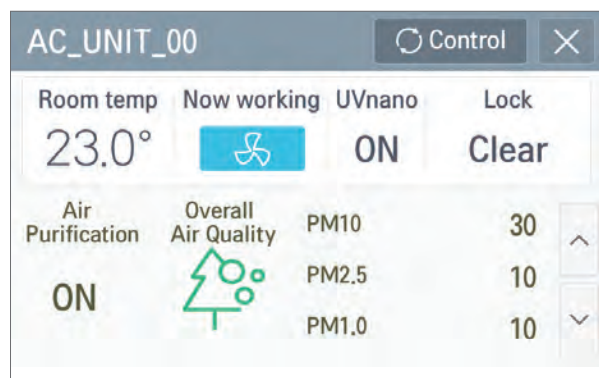 AC_UNIT_00
Control
Room temp Now working UVnano Lock
23.0° ON Clear
Air Purification
Overall Air Quality
ON
PM10 30
PM2.5 10
PM1.0 10